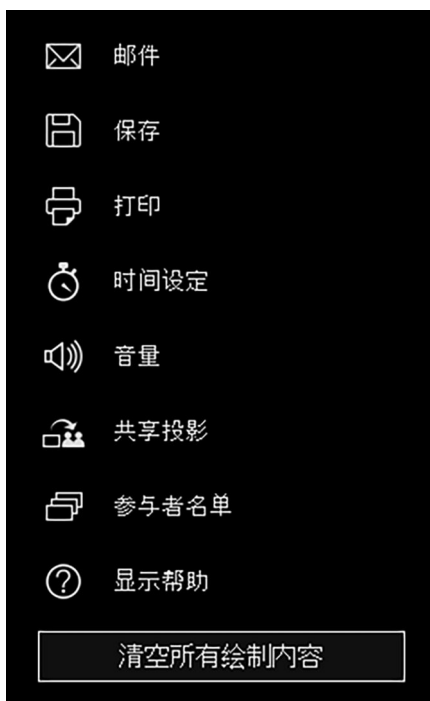 邮件
保存
打印
时间设定
音量
共享投影
参与者名单
显示帮助
清空所有绘制内容